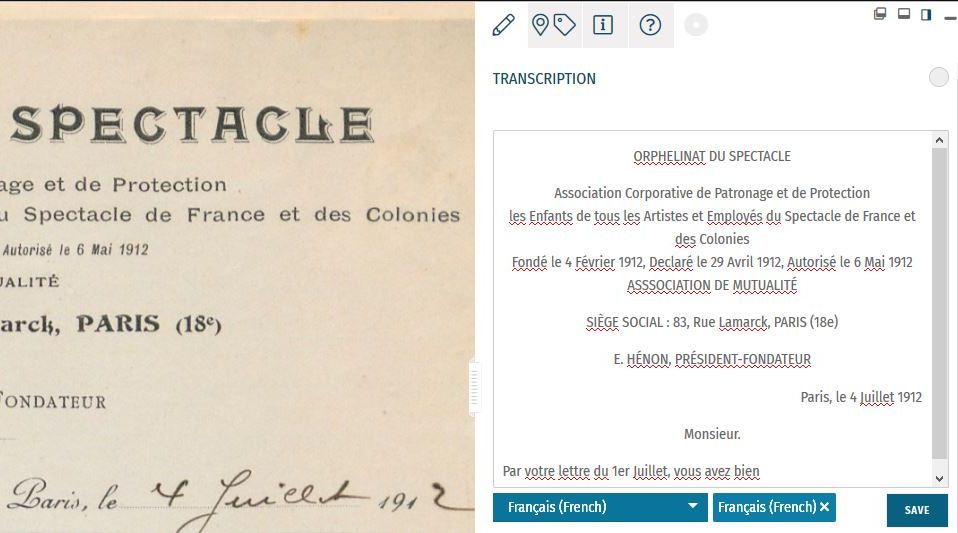 SPECTACLE
age et de Protection
u Spectacle de France et des Colonies
Autorisé le 6 Mai 1912
UALITÉ
arck, PARIS (18e)
FONDATEUR
Paris, le 4 Juillet 1912
TRANSCRIPTION
ORPHELINAT DU SPECTACLE
Association Corporative de Patronage et de Protection
les Enfants de tous les Artistes et Employés du Spectacle de France et
des Colonies
Fondé le 4 Février 1912, Declaré le 29 Avril 1912, Autorisé le 6 Mai 1912
ASSSOCIATION DE MUTUALITÉ
SIÈGE SOCIAL : 83, Rue Lamarck, PARIS (18e)
E. HÉNON, PRÉSIDENT-FONDATEUR
Paris, le 4 Juillet 1912
Monsieur.
Par votre lettre du 1er Juillet, vous avez bien
Français (French)
Français (French) ×
SAVE